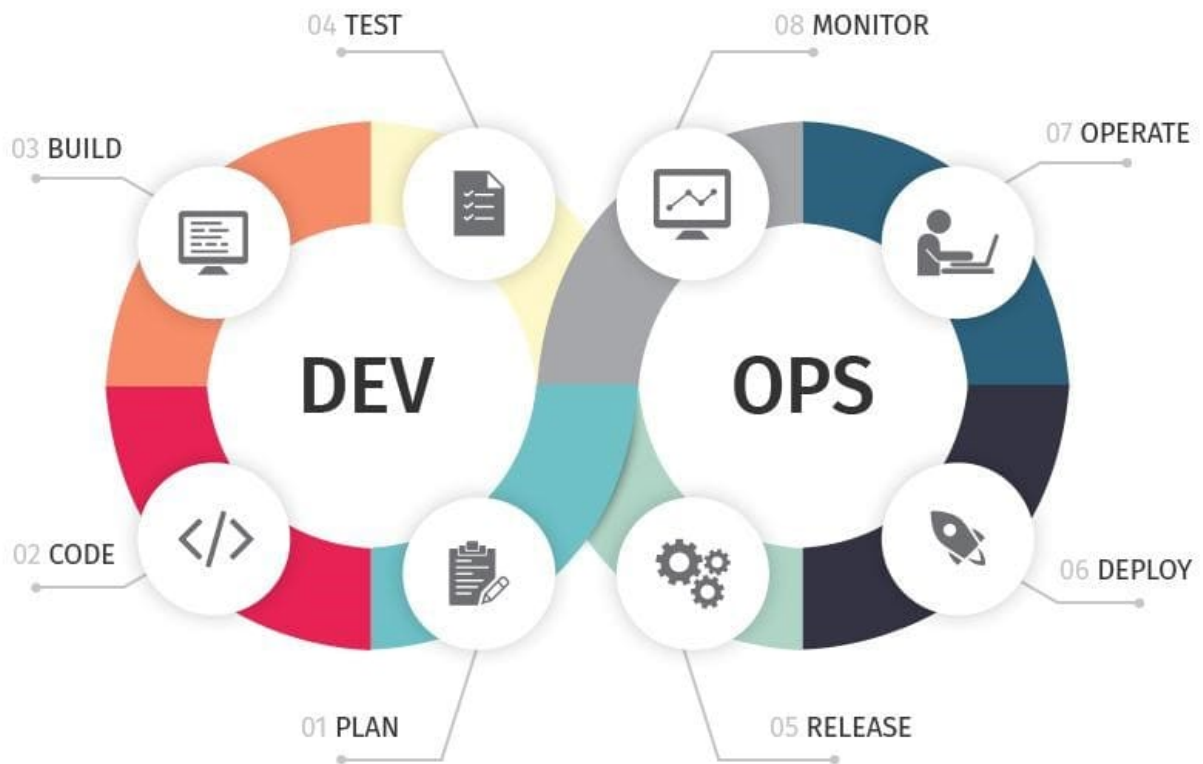 04 TEST
08 MONITOR
03 BUILD
07 OPERATE
DEV
OPS
02 CODE
06 DEPLOY
01 PLAN
05 RELEASE